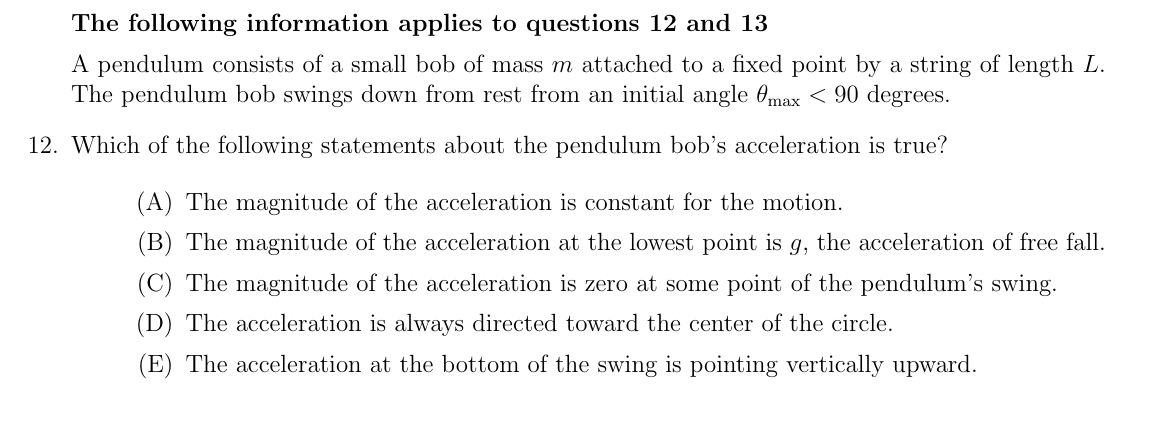 The following information applies to questions 12 and 13
A pendulum consists of a small bob of mass m attached to a fixed point by a string of length L.
The pendulum bob swings down from rest from an initial angle θmax < 90 degrees.
12. Which of the following statements about the pendulum bob's acceleration is true?
(A) The magnitude of the acceleration is constant for the motion.
(B) The magnitude of the acceleration at the lowest point is g, the acceleration of free fall.
(C) The magnitude of the acceleration is zero at some point of the pendulum's swing.
(D) The acceleration is always directed toward the center of the circle.
(E) The acceleration at the bottom of the swing is pointing vertically upward.